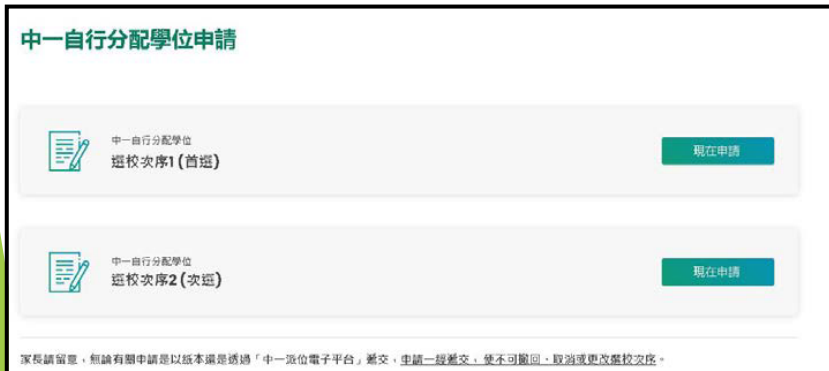 中一自行分配學位申請
中一自行分配學位
選校次序1 (首選)
現在申請
中一自行分配學位
選校次序2 (次選)
現在申請
家長請留意，無論有關申請是以紙本還是透過「中一派位電子平台」遞交，申請一經遞交，便不可撤回、取消或更改選校次序。